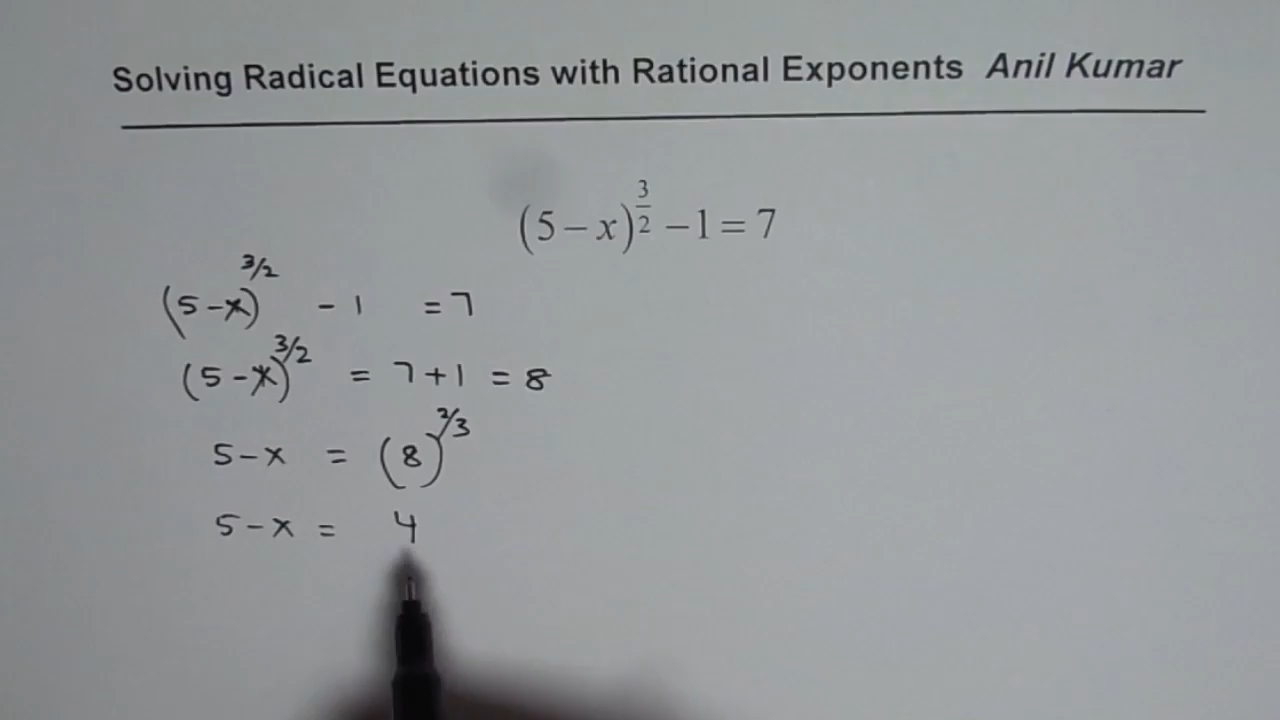 Solving Radical Equations with Rational Exponents Anil Kumar
(5 − x)^{3/2} − 1 = 7
(5 − x)^{3/2} − 1 = 7
(5 − x)^{3/2} = 7 + 1 = 8
5 − x = (8)^{2/3}
5 − x = 4